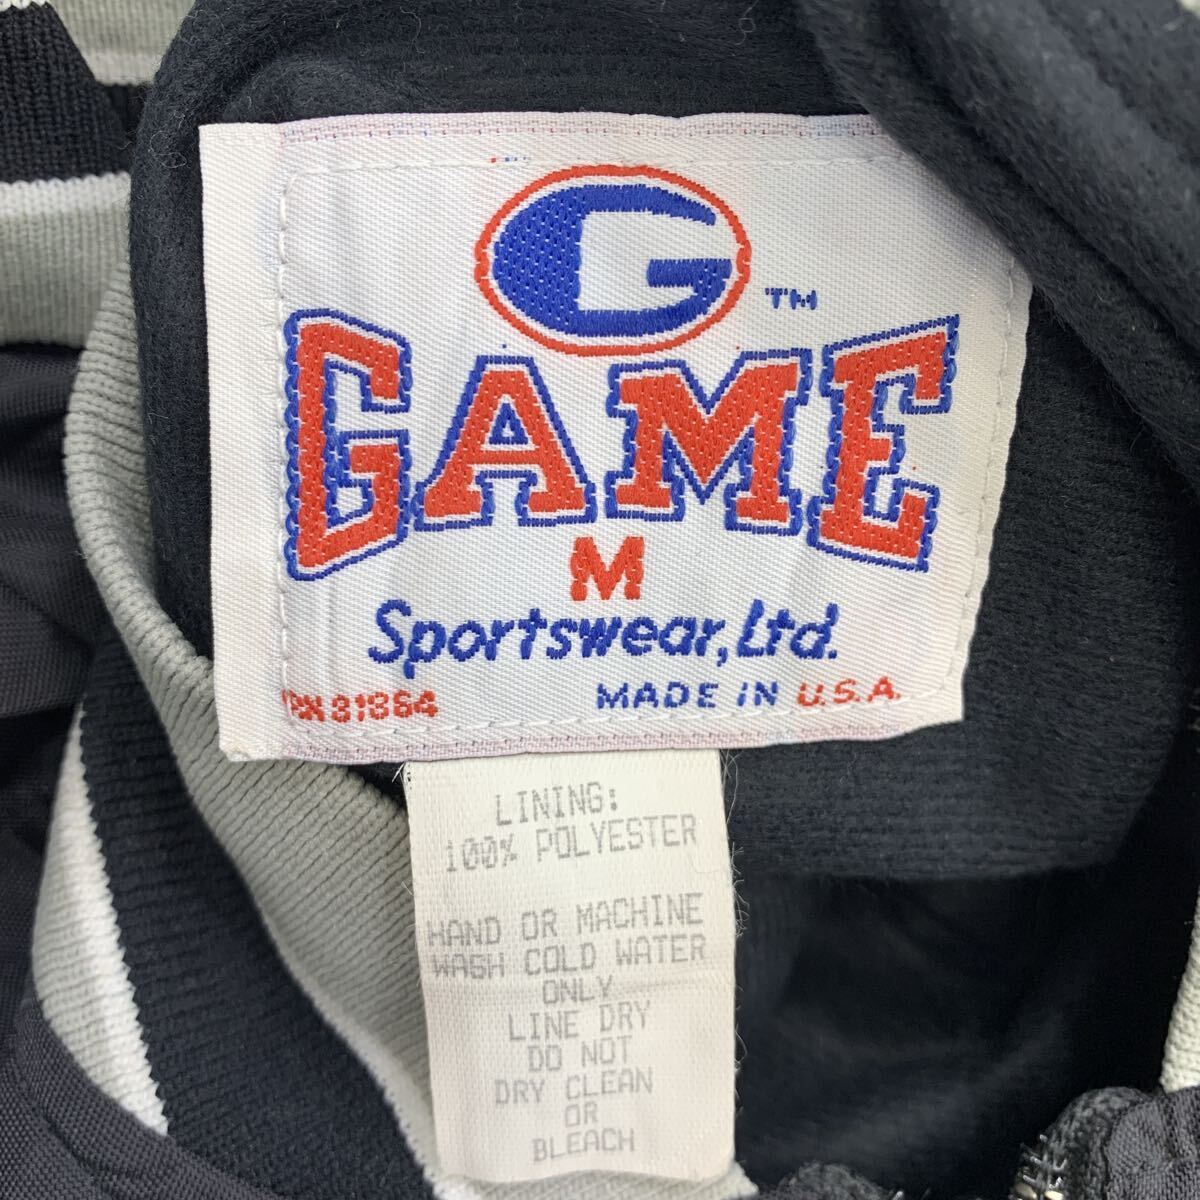 G
TM
GAME
M
Sportswear, Ltd.
RN 81864 MADE IN U.S.A.
LINING:
100% POLYESTER
HAND OR MACHINE
WASH COLD WATER
ONLY
LINE DRY
DO NOT
DRY CLEAN
OR
BLEACH